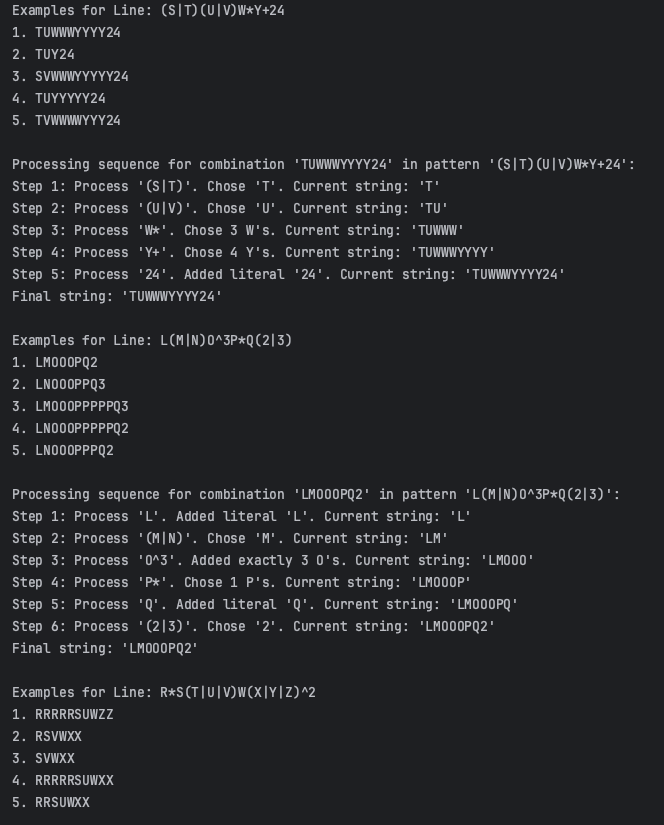 Examples for Line: (S|T)(U|V)W*Y+24
1. TUWWWYYYY24
2. TUY24
3. SVWWWYYYYY24
4. TUYYYYY24
5. TVWWWWYYY24
Processing sequence for combination 'TUWWWYYYY24' in pattern '(S|T)(U|V)W*Y+24':
Step 1: Process '(S|T)'. Chose 'T'. Current string: 'T'
Step 2: Process '(U|V)'. Chose 'U'. Current string: 'TU'
Step 3: Process 'W*'. Chose 3 W's. Current string: 'TUWWW'
Step 4: Process 'Y+'. Chose 4 Y's. Current string: 'TUWWWYYYY'
Step 5: Process '24'. Added literal '24'. Current string: 'TUWWWYYYY24'
Final string: 'TUWWWYYYY24'
Examples for Line: L(M|N)O^3P*Q(2|3)
1. LMOOOPQ2
2. LNOOOPPQ3
3. LMOOOPPPPPQ3
4. LNOOOPPPPPQ2
5. LNOOOPPPQ2
Processing sequence for combination 'LMOOOPQ2' in pattern 'L(M|N)O^3P*Q(2|3)':
Step 1: Process 'L'. Added literal 'L'. Current string: 'L'
Step 2: Process '(M|N)'. Chose 'M'. Current string: 'LM'
Step 3: Process 'O^3'. Added exactly 3 O's. Current string: 'LMOOO'
Step 4: Process 'P*'. Chose 1 P's. Current string: 'LMOOOP'
Step 5: Process 'Q'. Added literal 'Q'. Current string: 'LMOOOPQ'
Step 6: Process '(2|3)'. Chose '2'. Current string: 'LMOOOPQ2'
Final string: 'LMOOOPQ2'
Examples for Line: R*S(T|U|V)W(X|Y|Z)^2
1. RRRRRSUWZZ
2. RSVWXX
3. SVWXX
4. RRRRRSUWXX
5. RRSUWXX